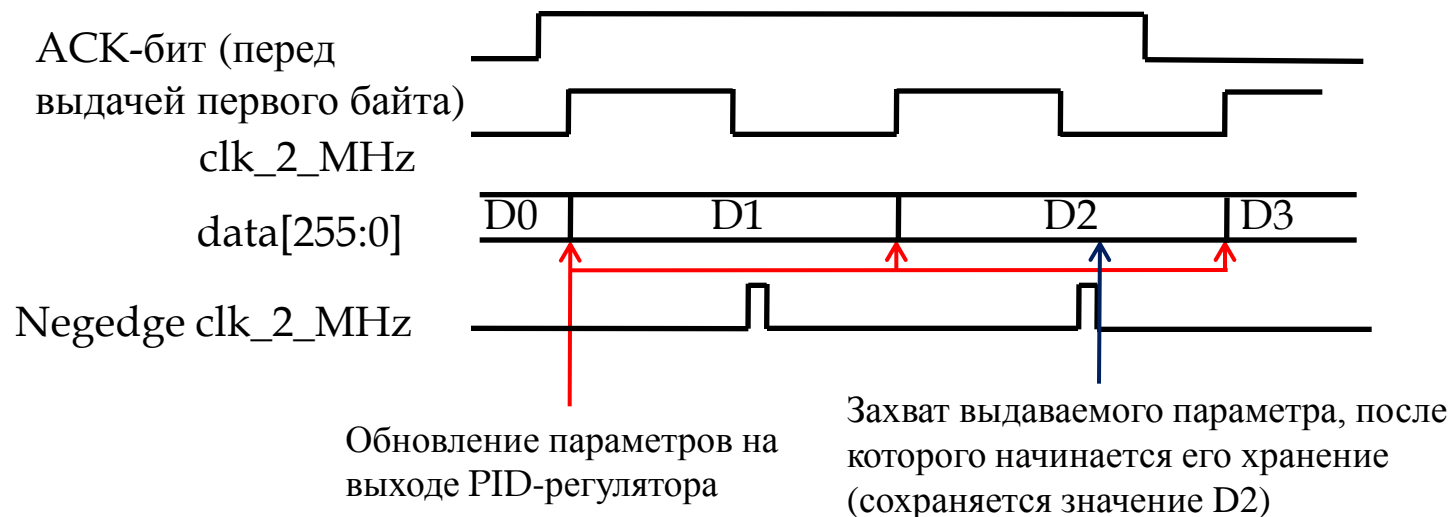 ACK-бит (перед
выдачей первого байта)
clk_2_MHz
data[255:0]
D0
D1
D2
D3
Negedge clk_2_MHz
Обновление параметров на
выходе PID-регулятора
Захват выдаваемого параметра, после
которого начинается его хранение
(сохраняется значение D2)